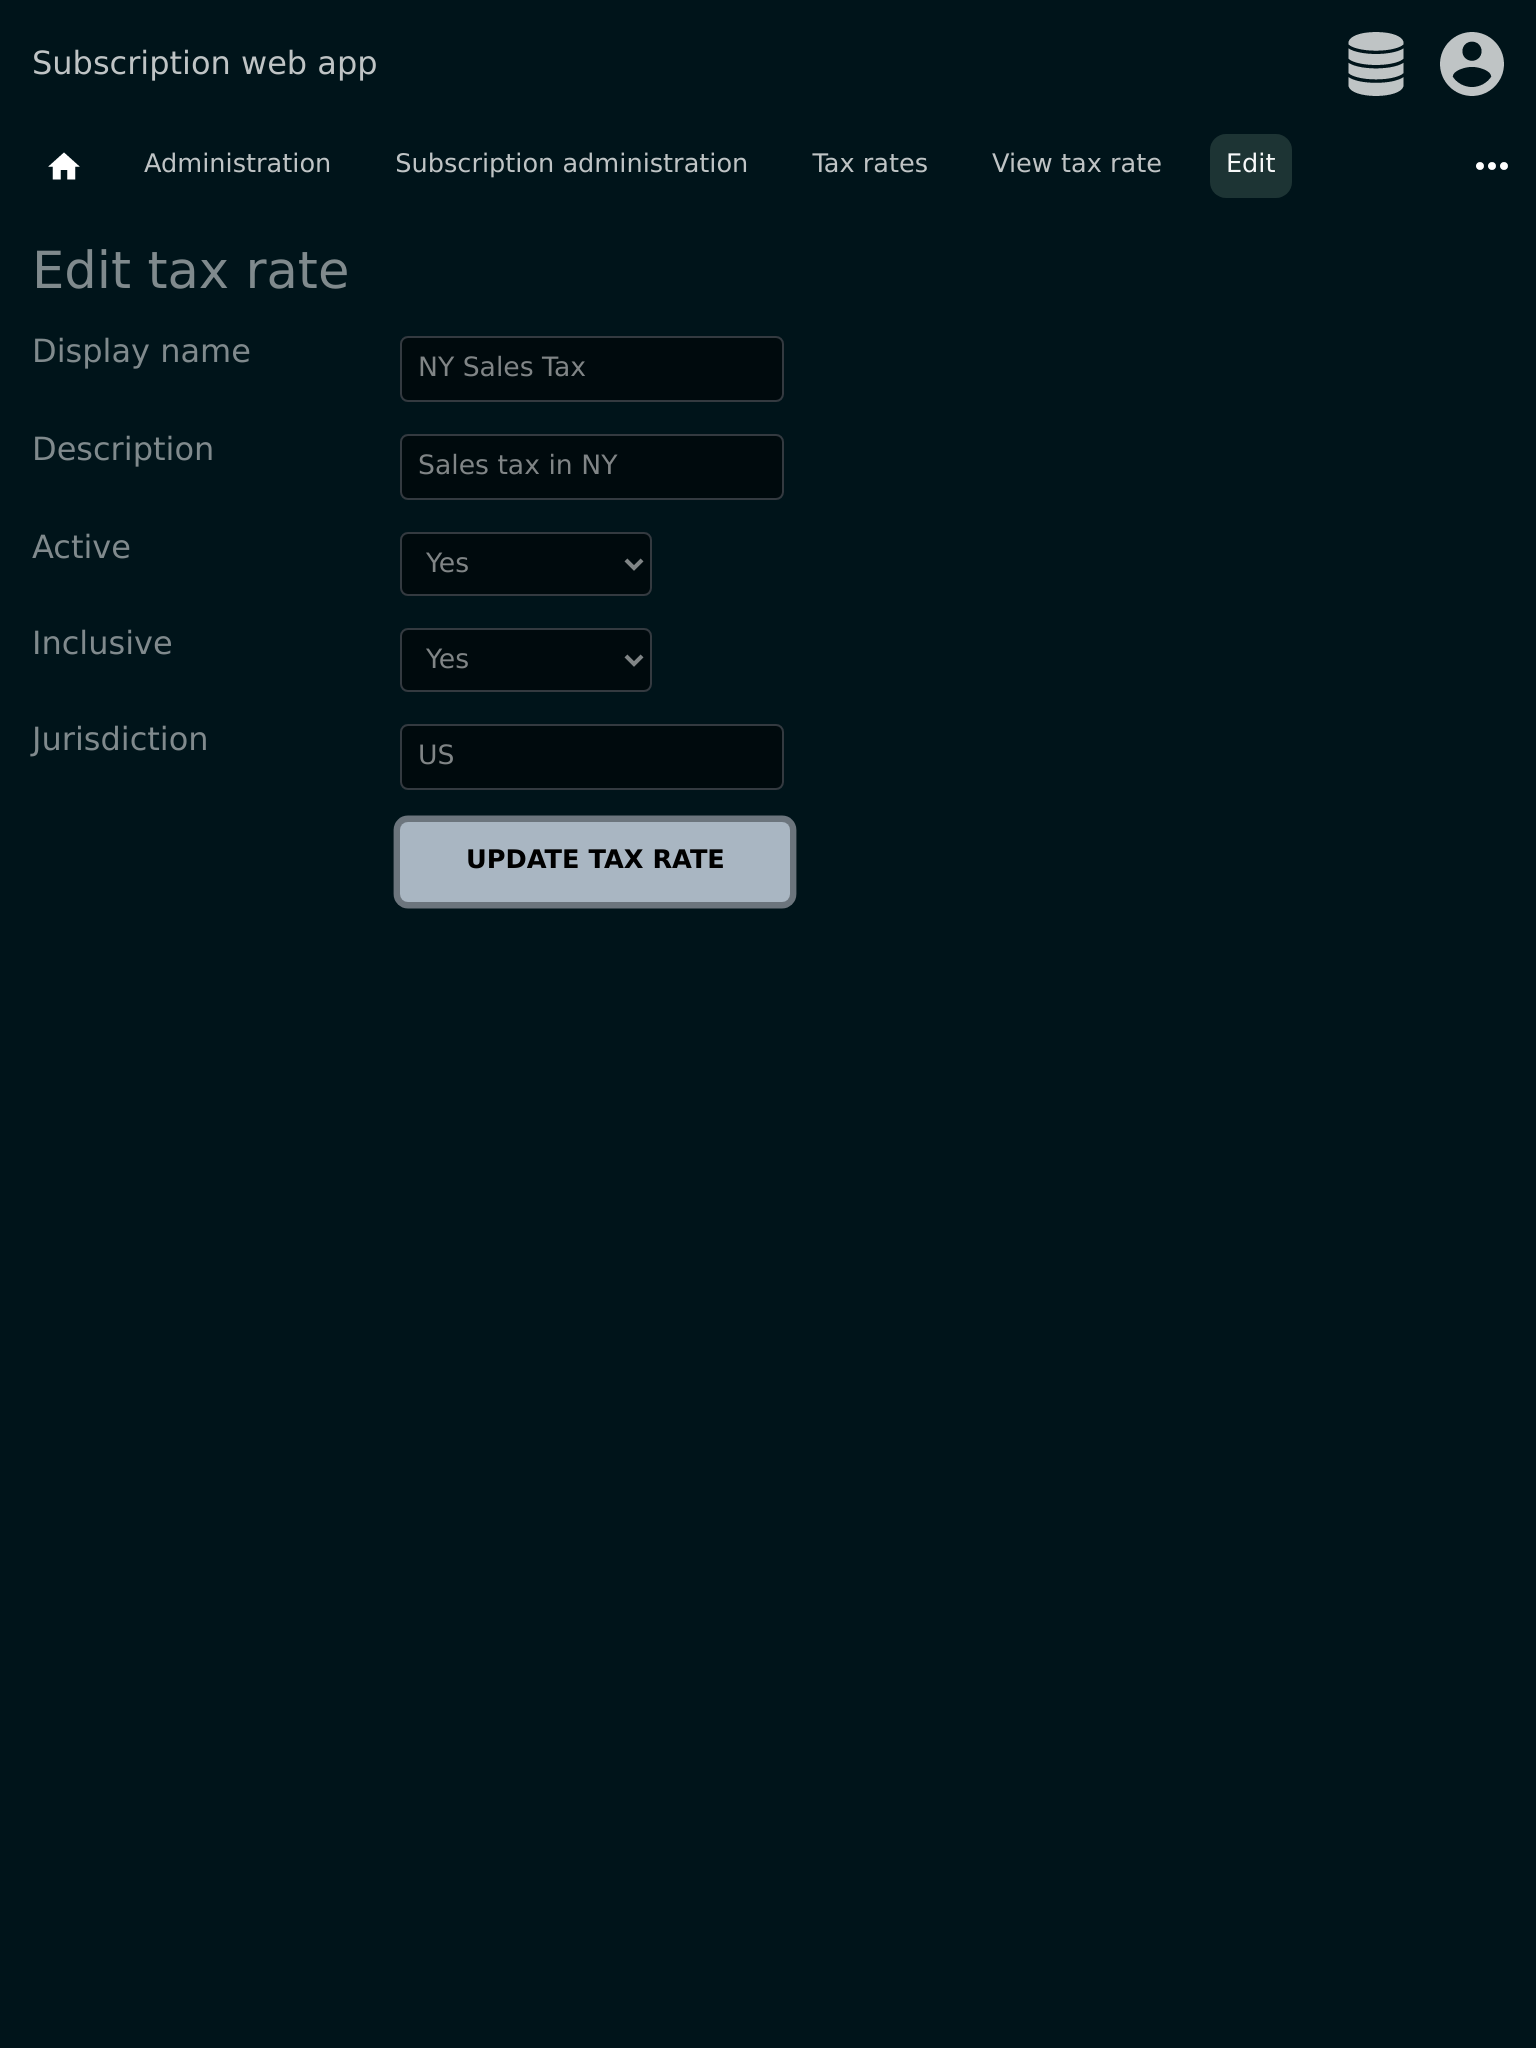 Subscription web app
Administration Subscription administration Tax rates View tax rate Edit
Edit tax rate
Display name NY Sales Tax
Description Sales tax in NY
Active Yes
Inclusive Yes
Jurisdiction US
UPDATE TAX RATE